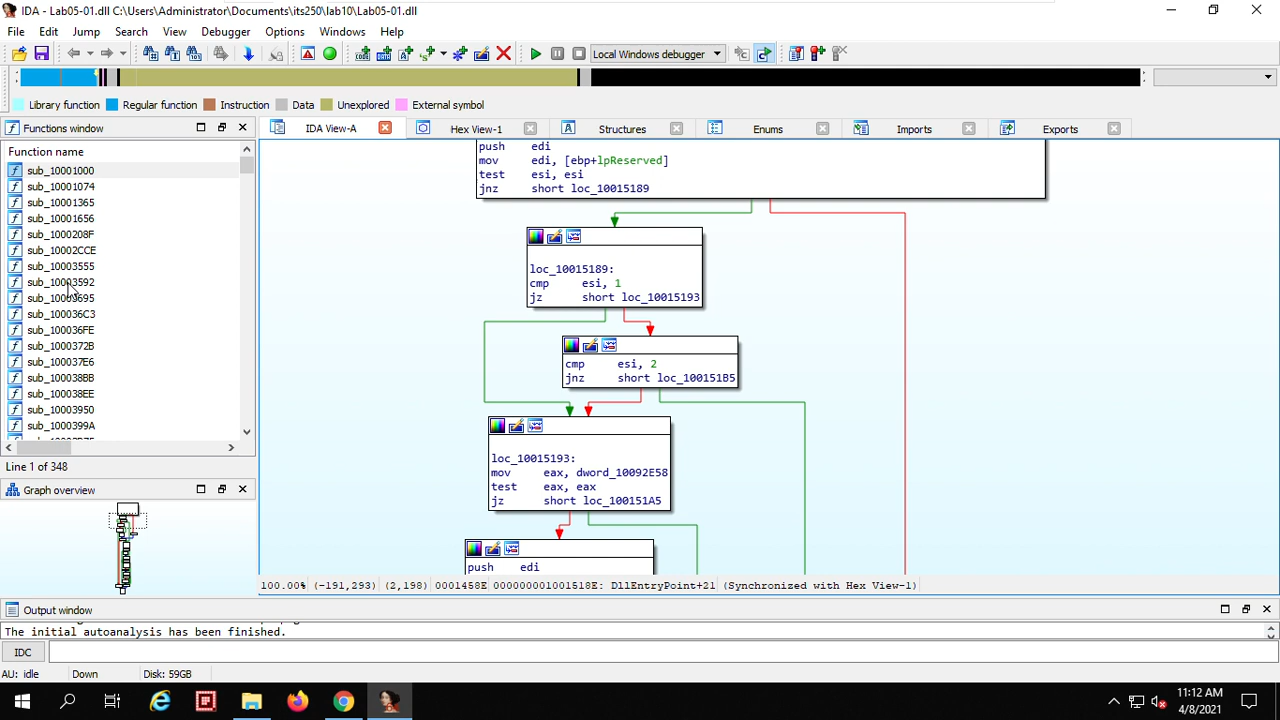 IDA - Lab05-01.dll C:\Users\Administrator\Documents\its250\lab10\Lab05-01.dll
File Edit Jump Search View Debugger Options Windows Help
Local Windows debugger
Library function Regular function Instruction Data Unexplored External symbol
Functions window
IDA View-A Hex View-1 Structures Enums Imports Exports
Function name
sub_10001000
sub_10001074
sub_10001365
sub_10001656
sub_1000208F
sub_10002CCE
sub_10003555
sub_10003592
sub_10003695
sub_100036C3
sub_100036FE
sub_1000372B
sub_100037E6
sub_100038BB
sub_100038EE
sub_10003950
sub_1000399A
Line 1 of 348
Graph overview
push edi
mov edi, [ebp+lpReserved]
test esi, esi
jnz short loc_10015189
loc_10015189:
cmp esi, 1
jz short loc_10015193
cmp esi, 2
jnz short loc_100151B5
loc_10015193:
mov eax, dword_10092E58
test eax, eax
jz short loc_100151A5
push edi
100.00% (-191,293) (2,198) 0001458E 000000001001518E: DllEntryPoint+21 (Synchronized with Hex View-1)
Output window
The initial autoanalysis has been finished.
IDC
AU: idle Down Disk: 59GB
11:12 AM
4/8/2021